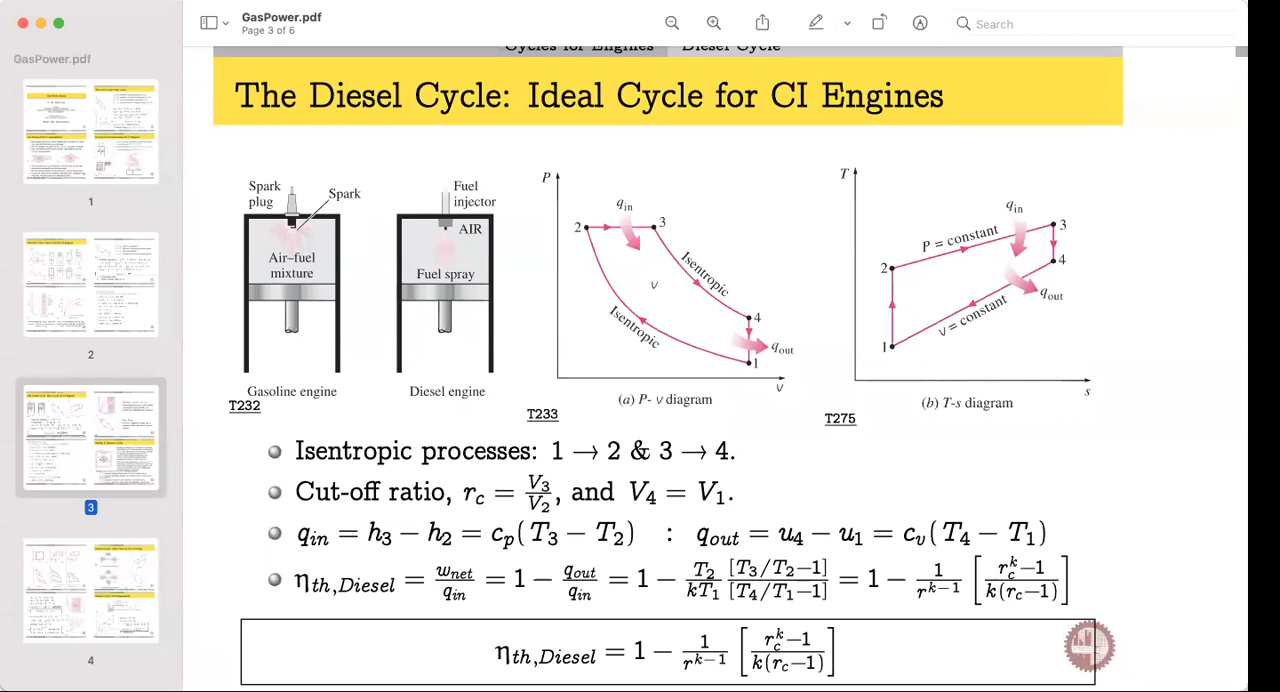 GasPower.pdf
Page 3 of 6
Search
GasPower.pdf
1
2
3
4
Cycles for Engines Diesel Cycle
The Diesel Cycle: Ideal Cycle for CI Engines
Spark plug
Spark
Air–fuel mixture
Gasoline engine
T232
Fuel injector
AIR
Fuel spray
Diesel engine
P
q_in
2
3
Isentropic
v
Isentropic
4
q_out
1
v
(a) P- v diagram
T233
T
q_in
3
P = constant
4
2
q_out
v = constant
1
s
(b) T-s diagram
T275
Isentropic processes: 1 → 2 & 3 → 4.
Cut-off ratio, r_c = V_3/V_2, and V_4 = V_1.
q_in = h_3 − h_2 = c_p(T_3 − T_2) : q_out = u_4 − u_1 = c_v(T_4 − T_1)
η_th,Diesel = w_net/q_in = 1 − q_out/q_in = 1 − T_2/kT_1 [T_3/T_2−1]/[T_4/T_1−1] = 1 − 1/r^(k−1) [(r_c^k−1)/(k(r_c−1))]
η_th,Diesel = 1 − 1/r^(k−1) [(r_c^k−1)/(k(r_c−1))]